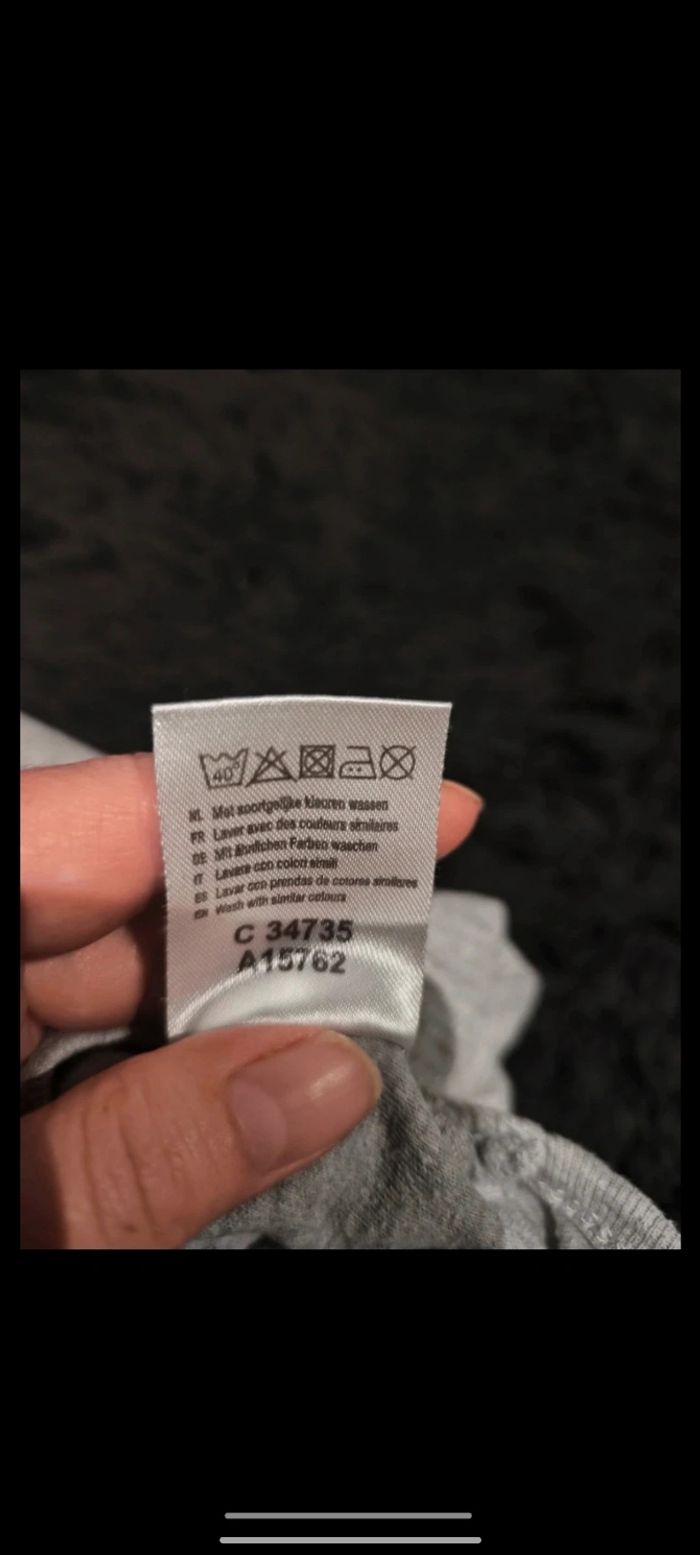 40°
NL Met soortgelijke kleuren wassen
FR Laver avec des couleurs similaires
DE Mit ähnlichen Farben waschen
IT Lavare con colori simili
ES Lavar con prendas de colores similares
EN Wash with similar colours
C 34735
A15762